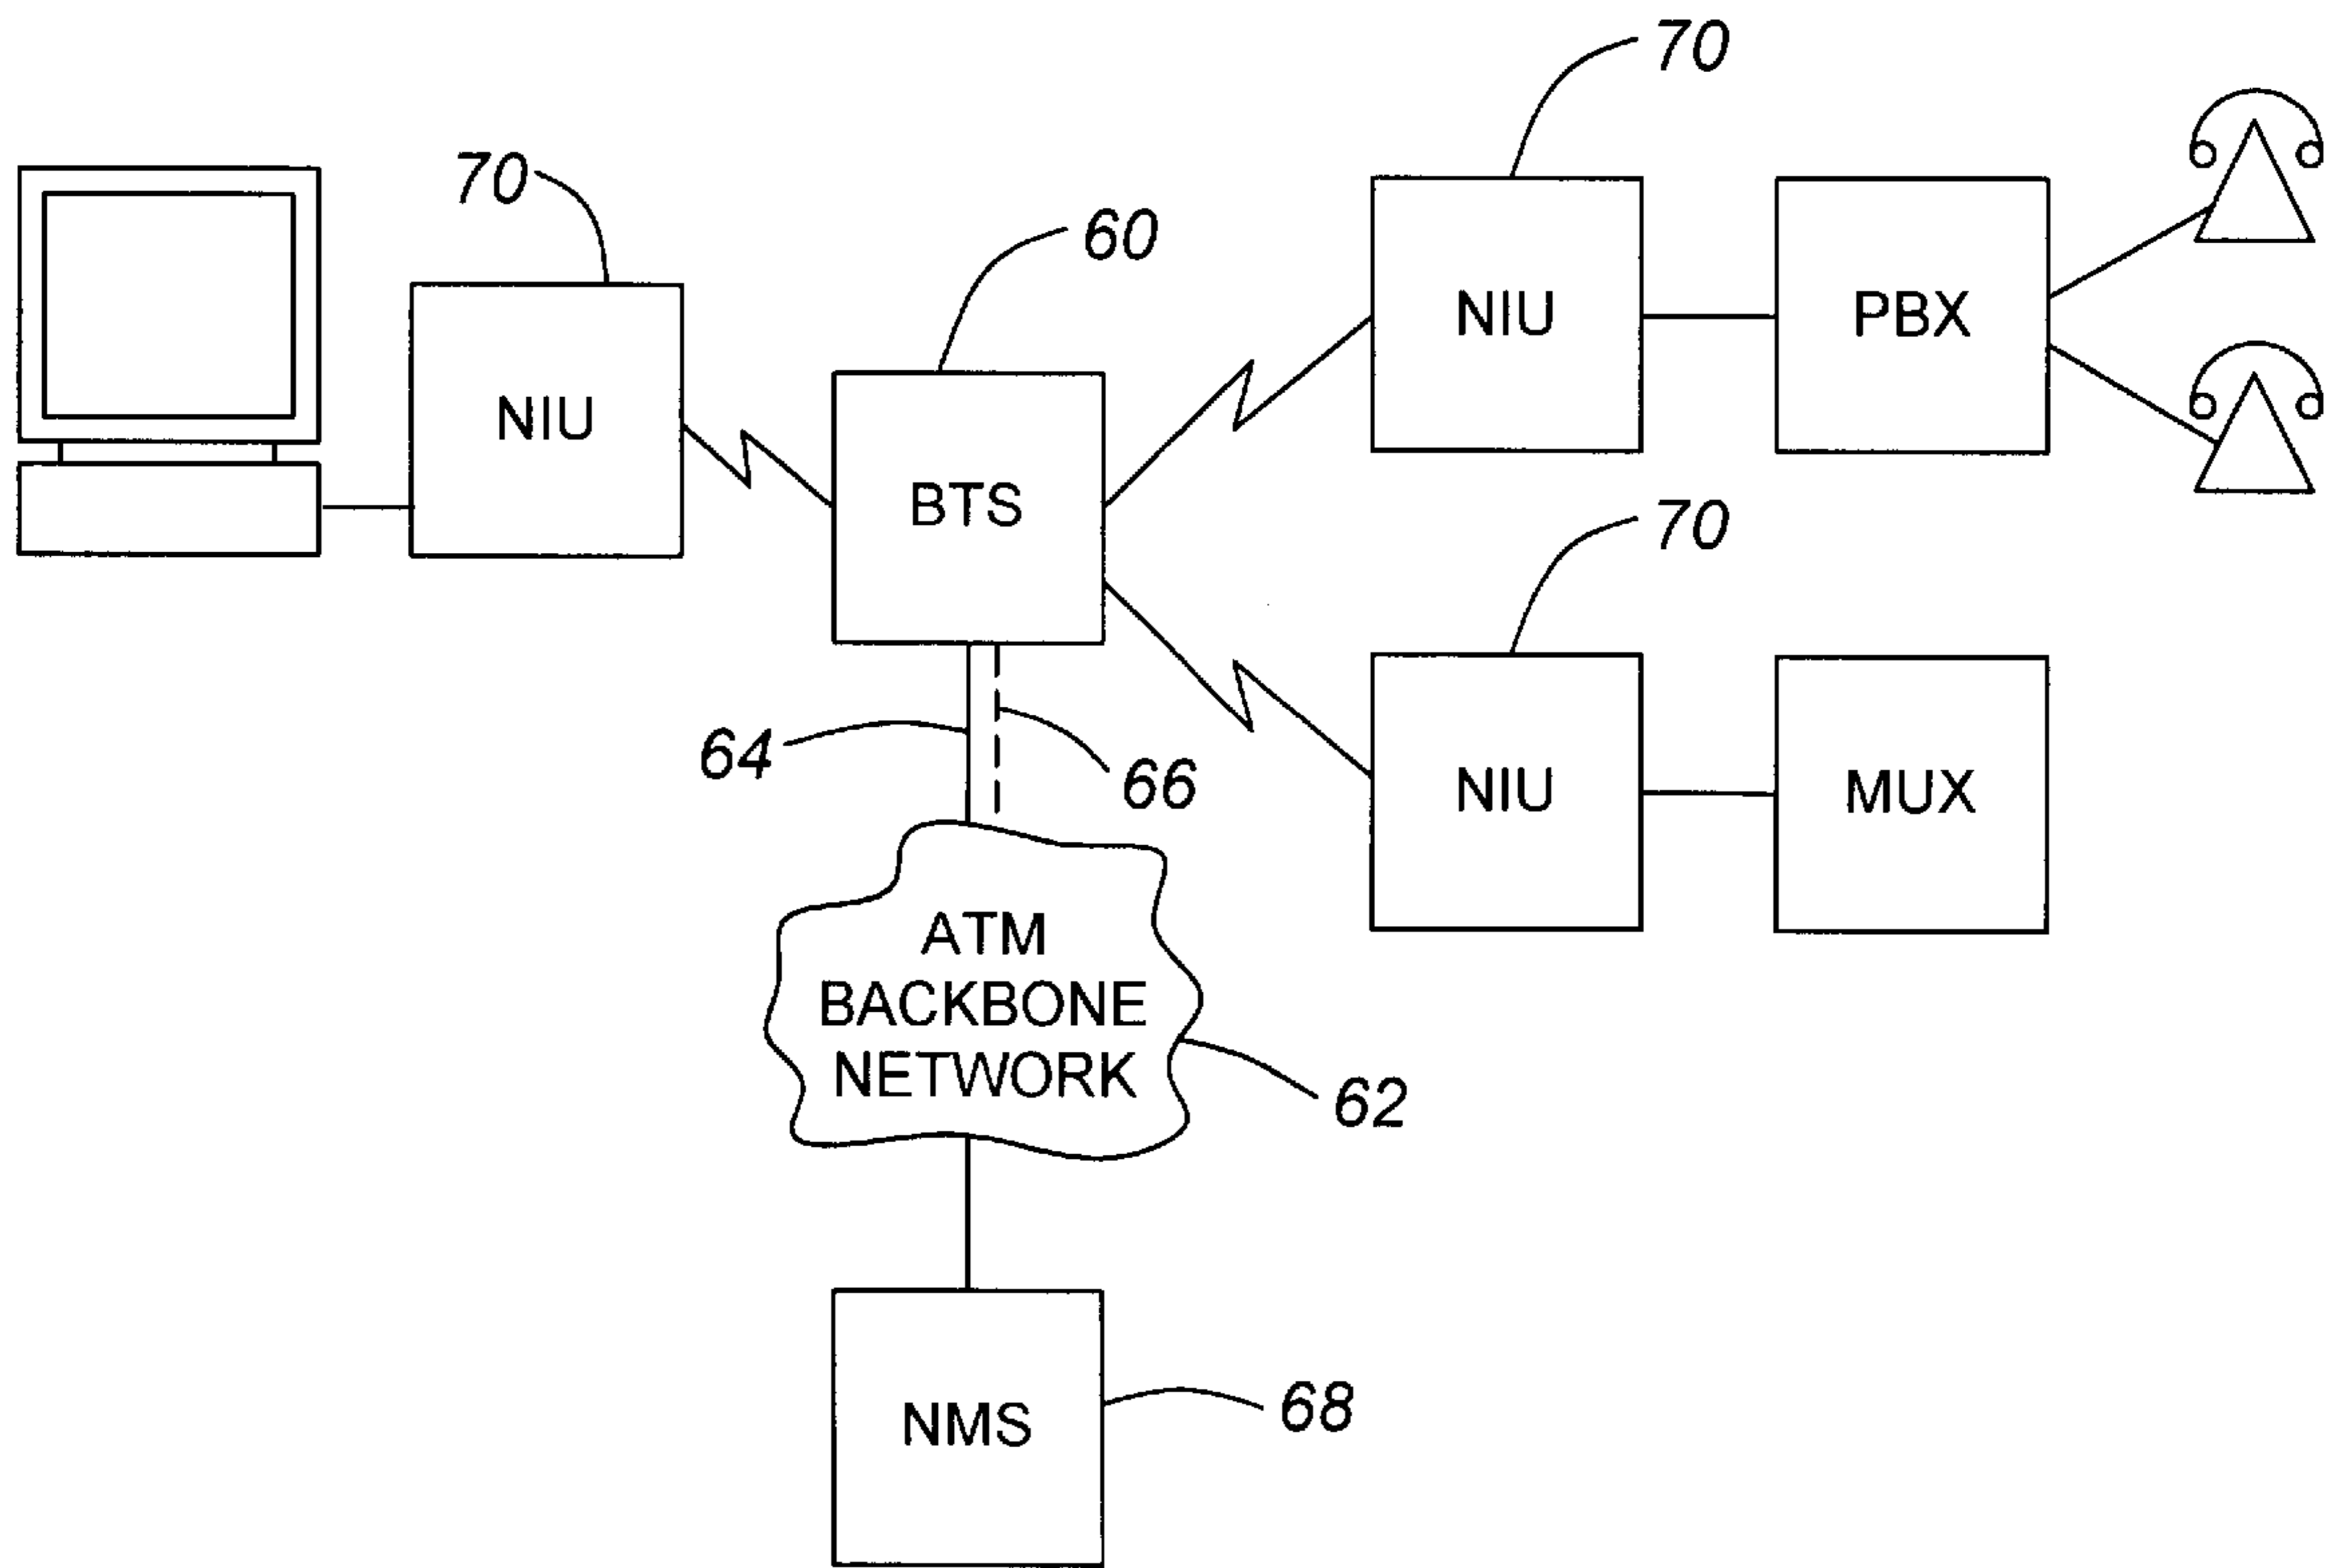 70
70
60
NIU
PBX
NIU
BTS
70
64
66
NIU
MUX
ATM
BACKBONE
NETWORK
62
68
NMS